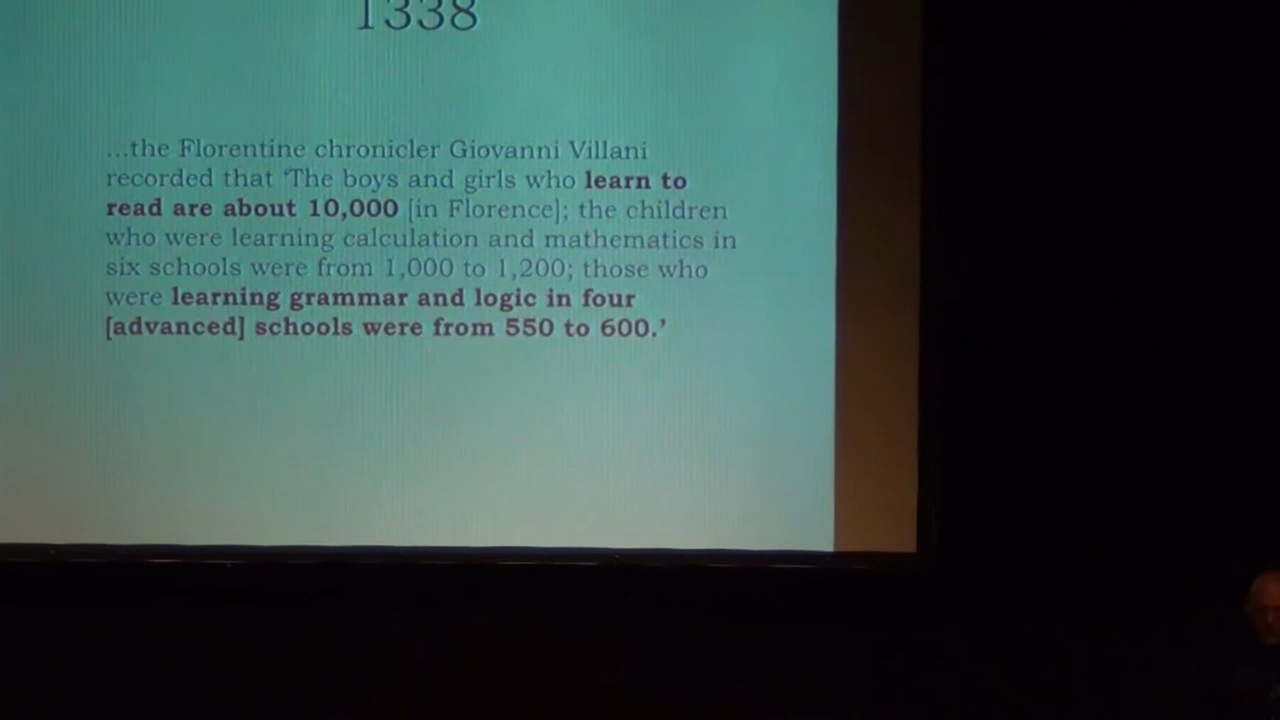 1338
...the Florentine chronicler Giovanni Villani
recorded that 'The boys and girls who learn to
read are about 10,000 [in Florence]; the children
who were learning calculation and mathematics in
six schools were from 1,000 to 1,200; those who
were learning grammar and logic in four
[advanced] schools were from 550 to 600.'